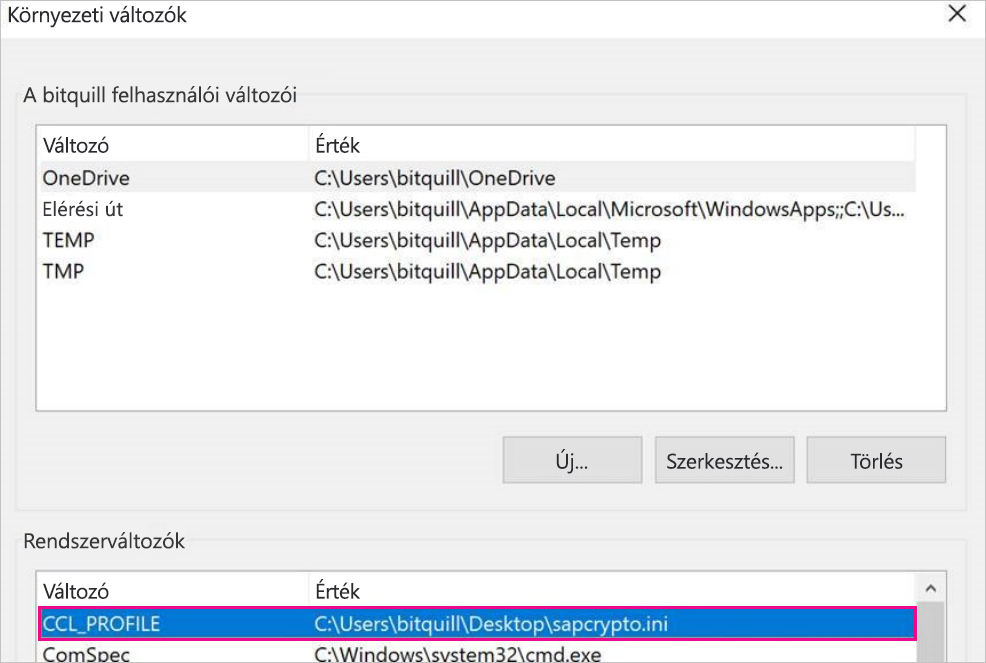 Környezeti változók
A bitquill felhasználói változói
Változó Érték
OneDrive C:\Users\bitquill\OneDrive
Elérési út C:\Users\bitquill\AppData\Local\Microsoft\WindowsApps;;C:\Us...
TEMP C:\Users\bitquill\AppData\Local\Temp
TMP C:\Users\bitquill\AppData\Local\Temp
Új... Szerkesztés... Törlés
Rendszerváltozók
Változó Érték
CCL_PROFILE C:\Users\bitquill\Desktop\sapcrypto.ini
ComSpec C:\Windows\system32\cmd.exe